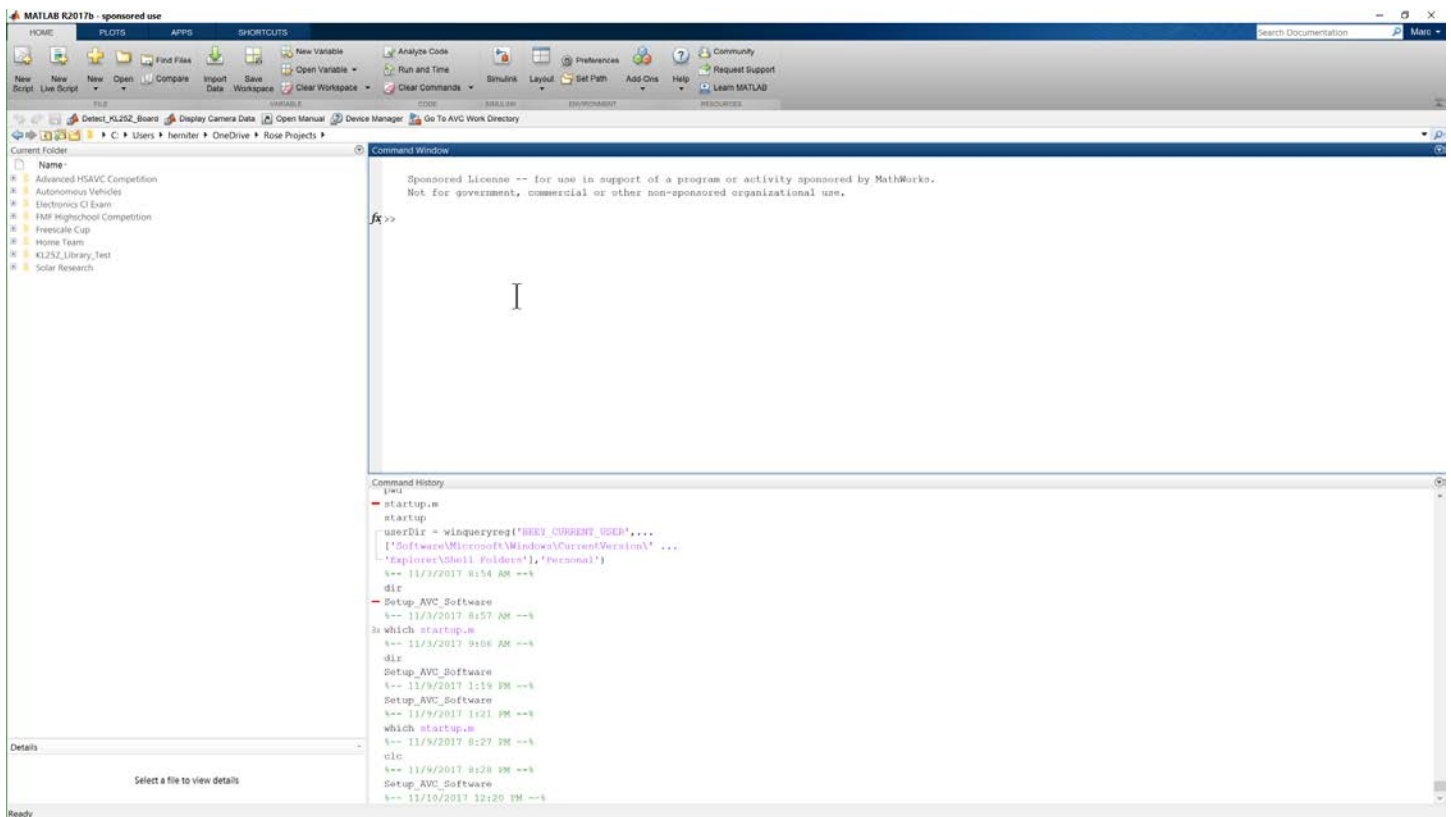 MATLAB R2017b - sponsored use
HOME PLOTS APPS SHORTCUTS Search Documentation Marc
New Script
New Live Script
New
Open
Find Files
Compare
Import Data
Save Workspace
New Variable
Open Variable
Clear Workspace
Analyze Code
Run and Time
Clear Commands
Simulink
Layout
Preferences
Set Path
Add-Ons
Help
Community
Request Support
Learn MATLAB
FILE VARIABLE CODE SIMULINK ENVIRONMENT RESOURCES
Detect_KL25Z_Board Display Camera Data Open Manual Device Manager Go To AVC Work Directory
C: Users herniter OneDrive Rose Projects
Current Folder
Name
Advanced HSAVC Competition
Autonomous Vehicles
Electronics CI Exam
FMF Highschool Competition
Freescale Cup
Home Team
KL25Z_Library_Test
Solar Research
Details
Select a file to view details
Ready
Command Window
Sponsored License -- for use in support of a program or activity sponsored by MathWorks.
Not for government, commercial or other non-sponsored organizational use.
fx >>
Command History
pwd
startup.m
startup
userDir = winqueryreg('HKEY_CURRENT_USER',...
['Software\Microsoft\Windows\CurrentVersion\' ...
'Explorer\Shell Folders'],'Personal')
%-- 11/3/2017 8:54 AM --%
dir
Setup_AVC_Software
%-- 11/3/2017 8:57 AM --%
which startup.m
%-- 11/3/2017 9:06 AM --%
dir
Setup_AVC_Software
%-- 11/9/2017 1:19 PM --%
Setup_AVC_Software
%-- 11/9/2017 1:21 PM --%
which startup.m
%-- 11/9/2017 8:27 PM --%
clc
%-- 11/9/2017 8:28 PM --%
Setup_AVC_Software
%-- 11/10/2017 12:20 PM --%